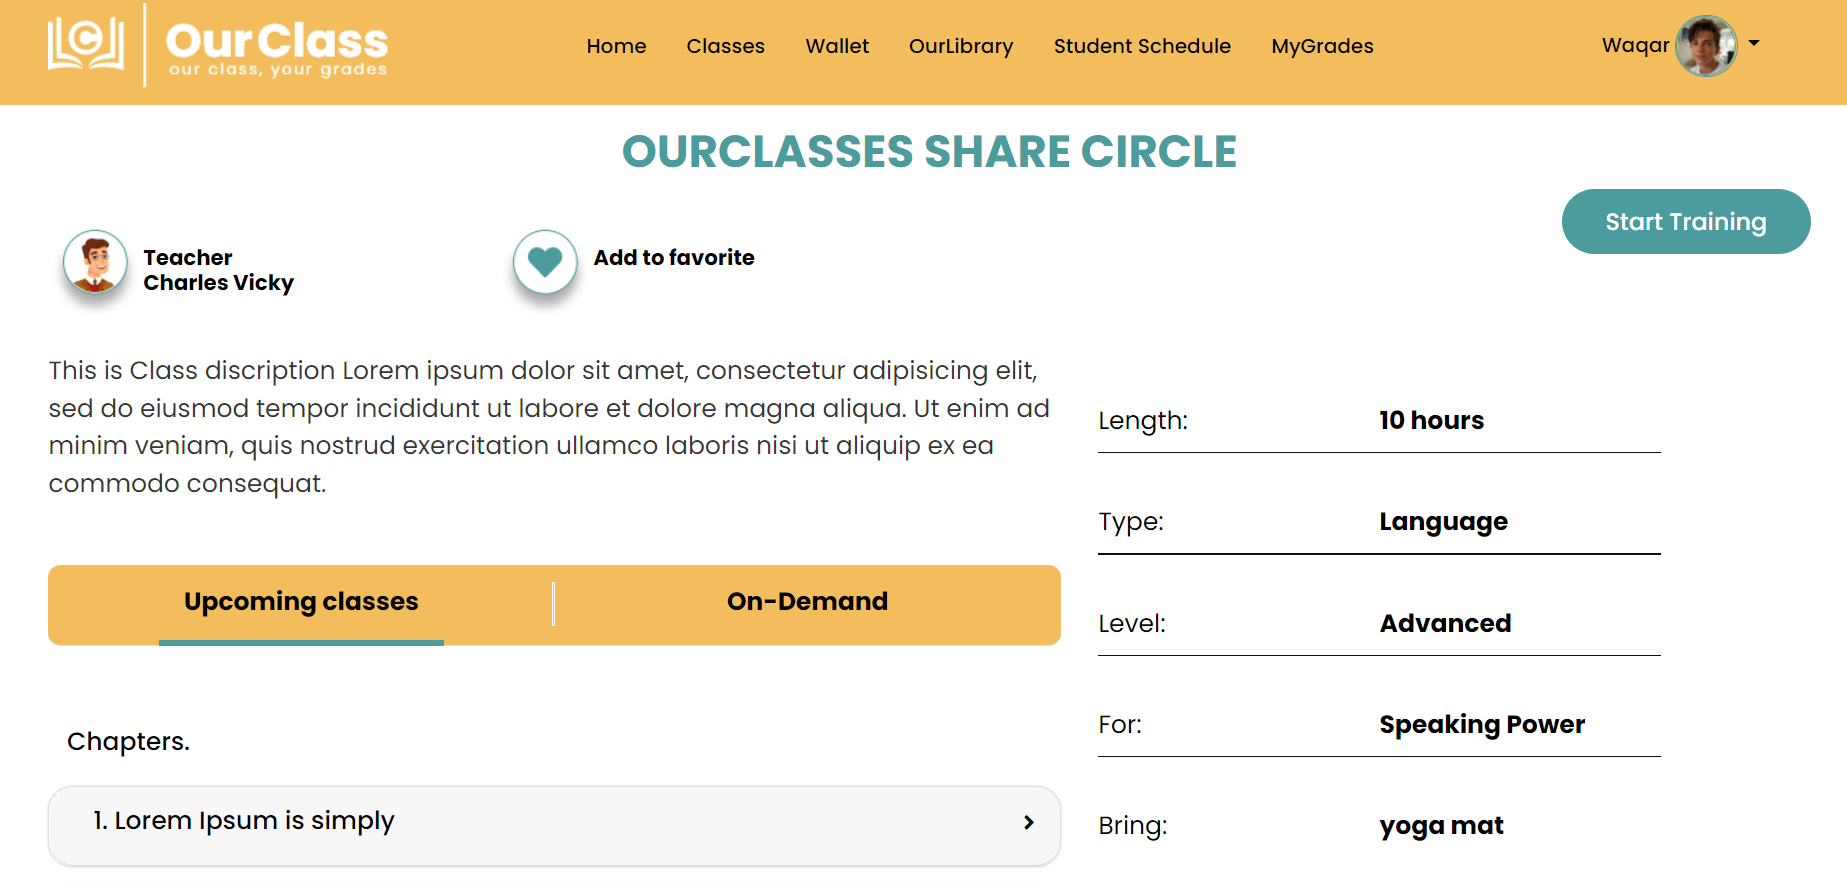 OurClass
our class, your grades
Home Classes Wallet OurLibrary Student Schedule MyGrades
Waqar
OURCLASSES SHARE CIRCLE
Start Training
Teacher
Charles Vicky
Add to favorite
This is Class discription Lorem ipsum dolor sit amet, consectetur adipisicing elit,
sed do eiusmod tempor incididunt ut labore et dolore magna aliqua. Ut enim ad
minim veniam, quis nostrud exercitation ullamco laboris nisi ut aliquip ex ea
commodo consequat.
Upcoming classes
On-Demand
Chapters.
1. Lorem Ipsum is simply
Length: 10 hours
Type: Language
Level: Advanced
For: Speaking Power
Bring: yoga mat